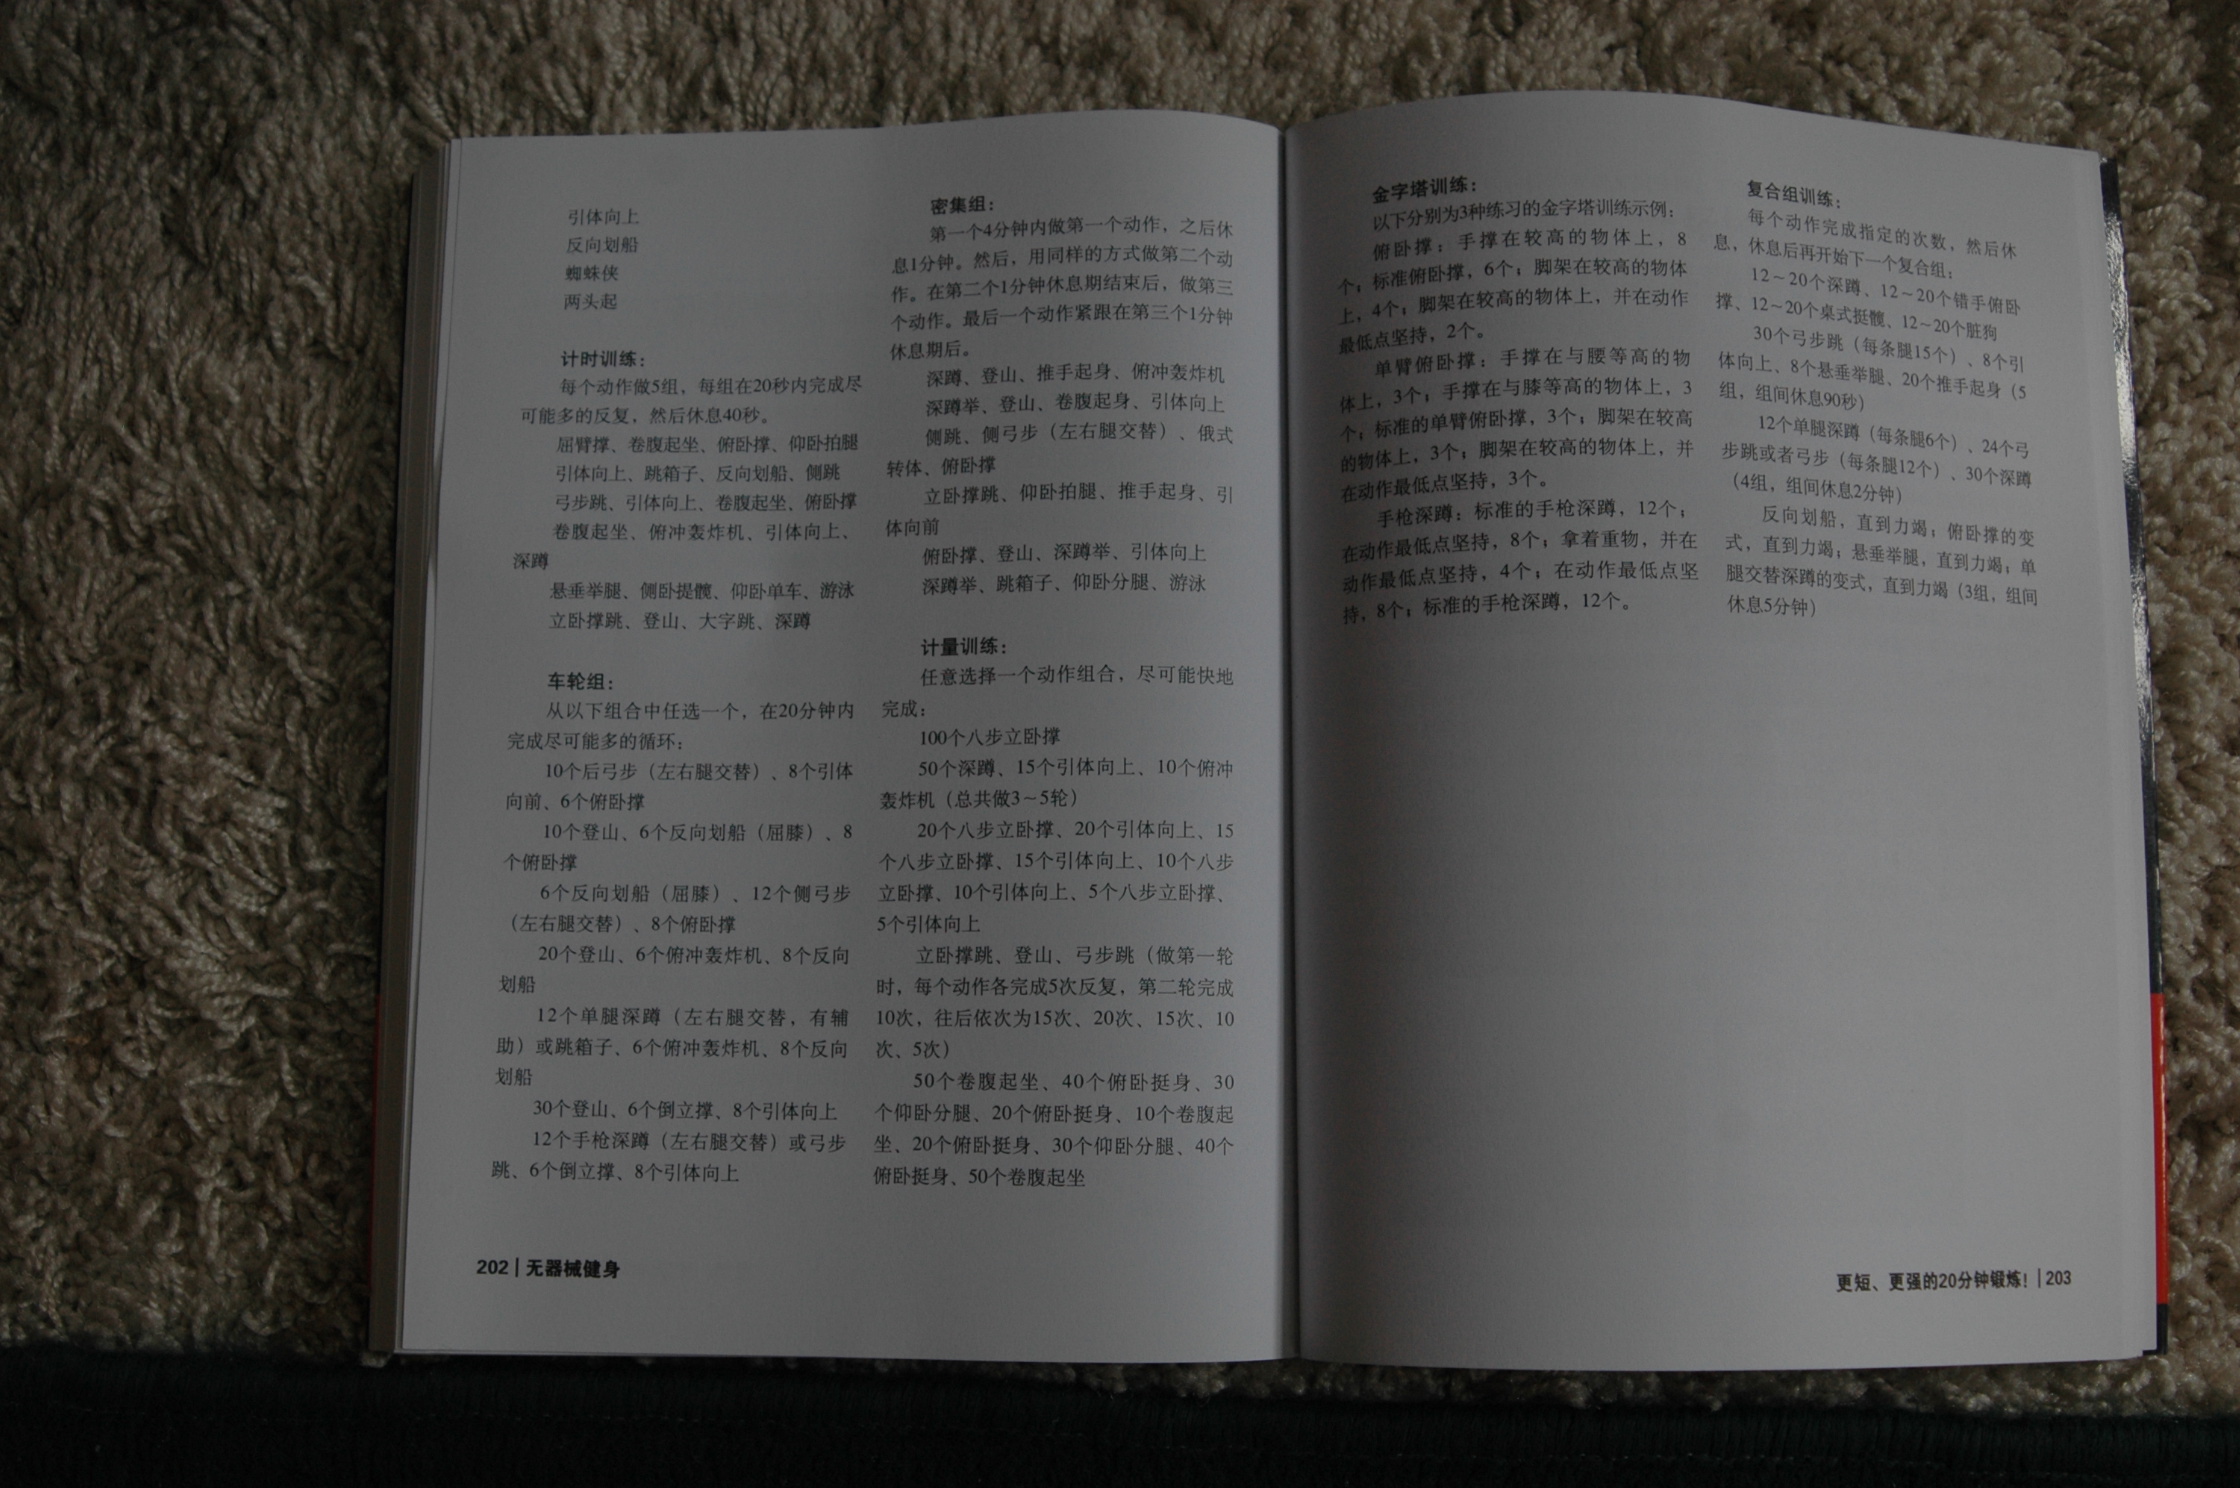 引体向上
反向划船
蜘蛛侠
两头起
计时训练：
每个动作做5组，每组在20秒内完成尽
可能多的反复，然后休息40秒。
屈臂撑、卷腹起坐、俯卧撑、仰卧拍腿
引体向上、跳箱子、反向划船、侧跳
弓步跳、引体向上、卷腹起坐、俯卧撑
卷腹起坐、俯冲轰炸机、引体向上、
深蹲
悬垂举腿、侧卧提髋、仰卧单车、游泳
立卧撑跳、登山、大字跳、深蹲
车轮组：
从以下组合中任选一个，在20分钟内
完成尽可能多的循环：
10个后弓步（左右腿交替）、8个引体
向前、6个俯卧撑
10个登山、6个反向划船（屈膝）、8
个俯卧撑
6个反向划船（屈膝）、12个侧弓步
（左右腿交替）、8个俯卧撑
20个登山、6个俯冲轰炸机、8个反向
划船
12个单腿深蹲（左右腿交替，有辅
助）或跳箱子、6个俯冲轰炸机、8个反向
划船
30个登山、6个倒立撑、8个引体向上
12个手枪深蹲（左右腿交替）或弓步
跳、6个倒立撑、8个引体向上
密集组：
第一个4分钟内做第一个动作，之后休
息1分钟。然后，用同样的方式做第二个动
作。在第二个1分钟休息期结束后，做第三
个动作。最后一个动作紧跟在第三个1分钟
休息期后。
深蹲、登山、推手起身、俯冲轰炸机
深蹲举、登山、卷腹起身、引体向上
侧跳、侧弓步（左右腿交替）、俄式
转体、俯卧撑
立卧撑跳、仰卧拍腿、推手起身、引
体向前
俯卧撑、登山、深蹲举、引体向上
深蹲举、跳箱子、仰卧分腿、游泳
计量训练：
任意选择一个动作组合，尽可能快地
完成：
100个八步立卧撑
50个深蹲、15个引体向上、10个俯冲
轰炸机（总共做3～5轮）
20个八步立卧撑、20个引体向上、15
个八步立卧撑、15个引体向上、10个八步
立卧撑、10个引体向上、5个八步立卧撑、
5个引体向上
立卧撑跳、登山、弓步跳（做第一轮
时，每个动作各完成5次反复，第二轮完成
10次，往后依次为15次、20次、15次、10
次、5次）
50个卷腹起坐、40个俯卧挺身、30
个仰卧分腿、20个俯卧挺身、10个卷腹起
坐、20个俯卧挺身、30个仰卧分腿、40个
俯卧挺身、50个卷腹起坐
202 | 无器械健身
金字塔训练：
以下分别为3种练习的金字塔训练示例：
俯卧撑：手撑在较高的物体上，8
个；标准俯卧撑，6个；脚架在较高的物体
上，4个；脚架在较高的物体上，并在动作
最低点坚持，2个。
单臂俯卧撑：手撑在与腰等高的物
体上，3个；手撑在与膝等高的物体上，3
个；标准的单臂俯卧撑，3个；脚架在较高
的物体上，3个；脚架在较高的物体上，并
在动作最低点坚持，3个。
手枪深蹲：标准的手枪深蹲，12个；
在动作最低点坚持，8个；拿着重物，并在
动作最低点坚持，4个；在动作最低点坚
持，8个；标准的手枪深蹲，12个。
复合组训练：
每个动作完成指定的次数，然后休
息，休息后再开始下一个复合组：
12～20个深蹲、12～20个错手俯卧
撑、12～20个桌式挺髋、12～20个脏狗
30个弓步跳（每条腿15个）、8个引
体向上、8个悬垂举腿、20个推手起身（5
组，组间休息90秒）
12个单腿深蹲（每条腿6个）、24个弓
步跳或者弓步（每条腿12个）、30个深蹲
（4组，组间休息2分钟）
反向划船，直到力竭；俯卧撑的变
式，直到力竭；悬垂举腿，直到力竭；单
腿交替深蹲的变式，直到力竭（3组，组间
休息5分钟）
更短、更强的20分钟锻炼！| 203